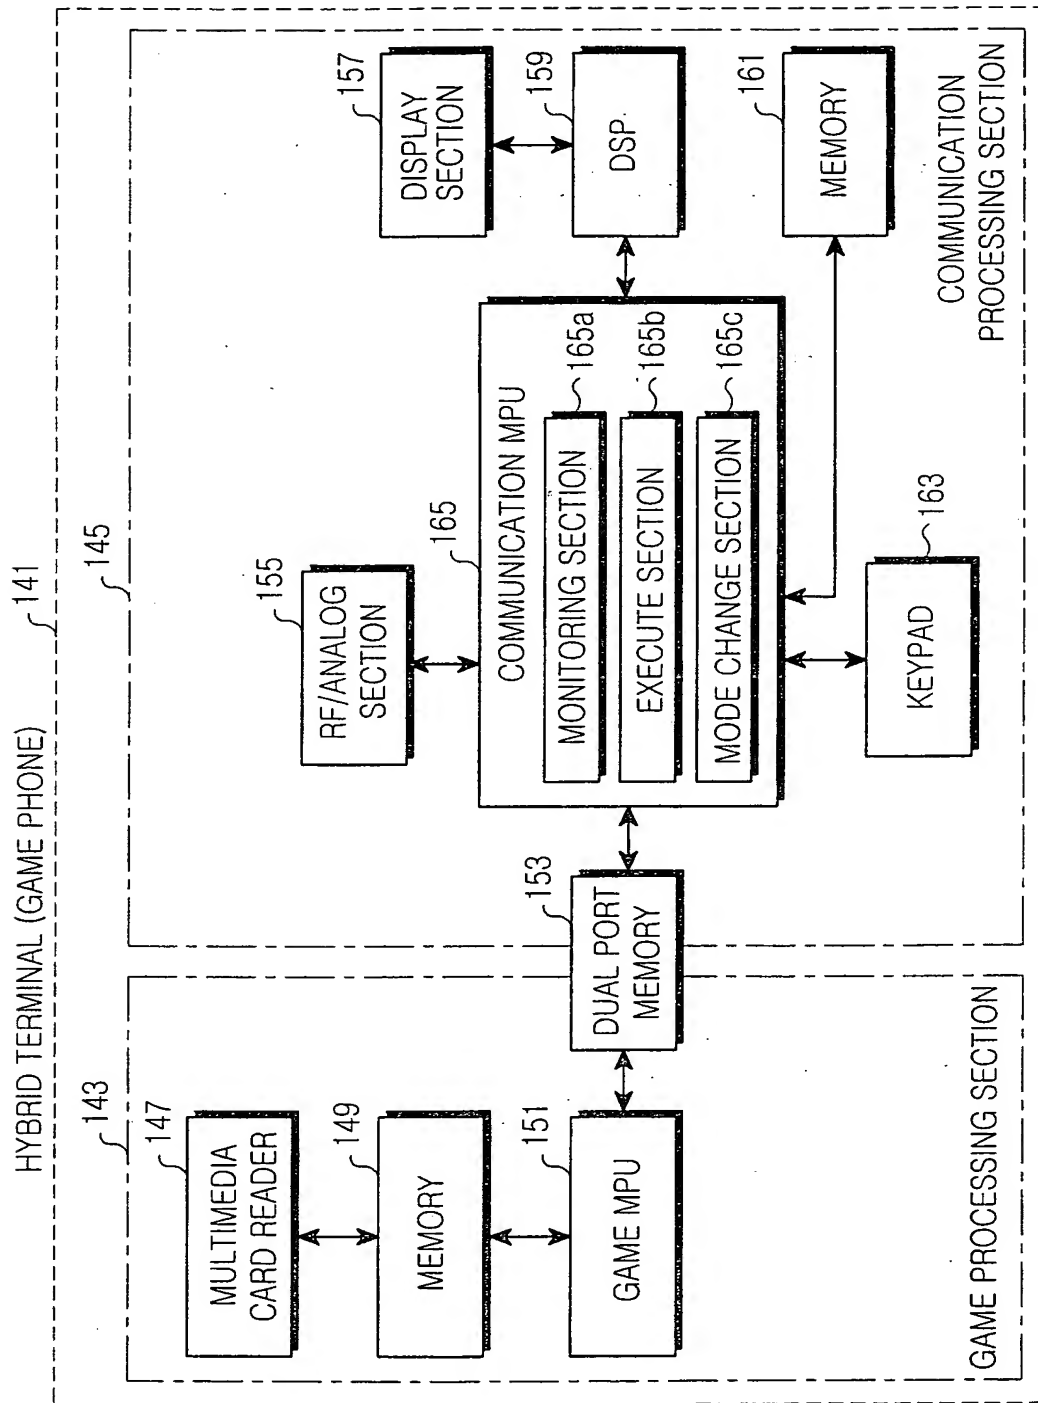 HYBRID TERMINAL (GAME PHONE)
141
143
147
MULTIMEDIA
CARD READER
149
MEMORY
151
GAME MPU
GAME PROCESSING SECTION
153
DUAL PORT
MEMORY
145
155
RF/ANALOG
SECTION
165
COMMUNICATION MPU
165a
MONITORING SECTION
165b
EXECUTE SECTION
165c
MODE CHANGE SECTION
163
KEYPAD
157
DISPLAY
SECTION
159
DSP
161
MEMORY
COMMUNICATION
PROCESSING SECTION